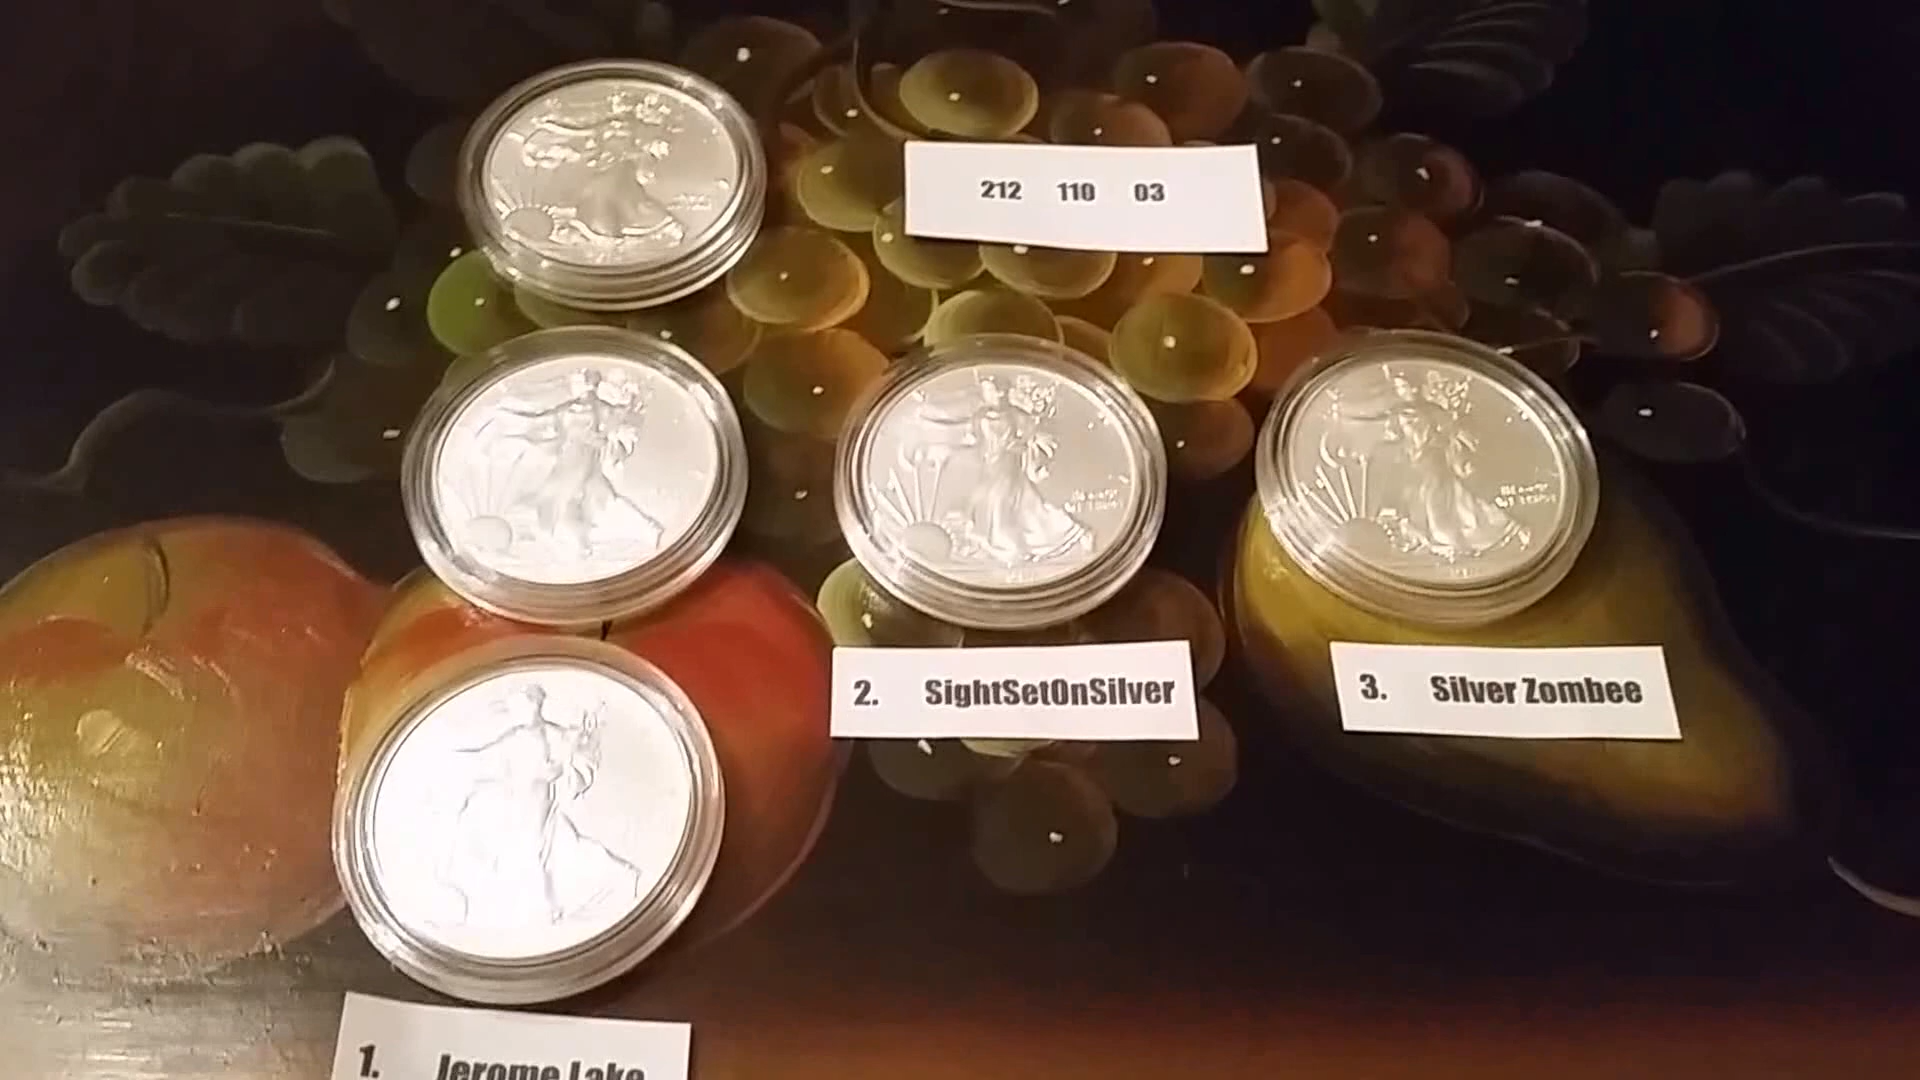 212 110 03
2. SightSetOnSilver
3. Silver Zombee
1. Jerome Lake